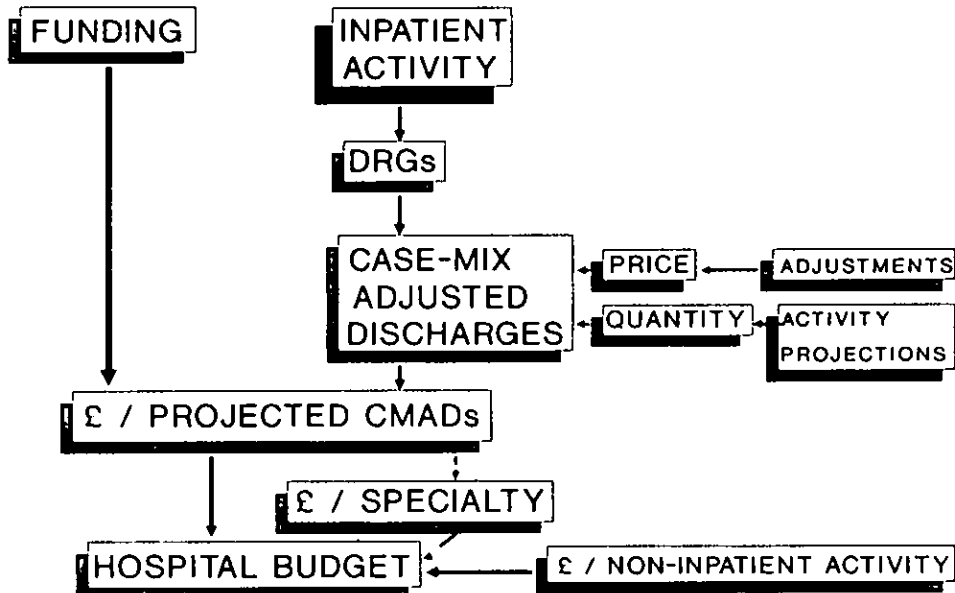 FUNDING
INPATIENT
ACTIVITY
DRGs
CASE-MIX
ADJUSTED
DISCHARGES
PRICE
ADJUSTMENTS
QUANTITY
ACTIVITY
PROJECTIONS
£ / PROJECTED CMADs
£ / SPECIALTY
HOSPITAL BUDGET
£ / NON-INPATIENT ACTIVITY